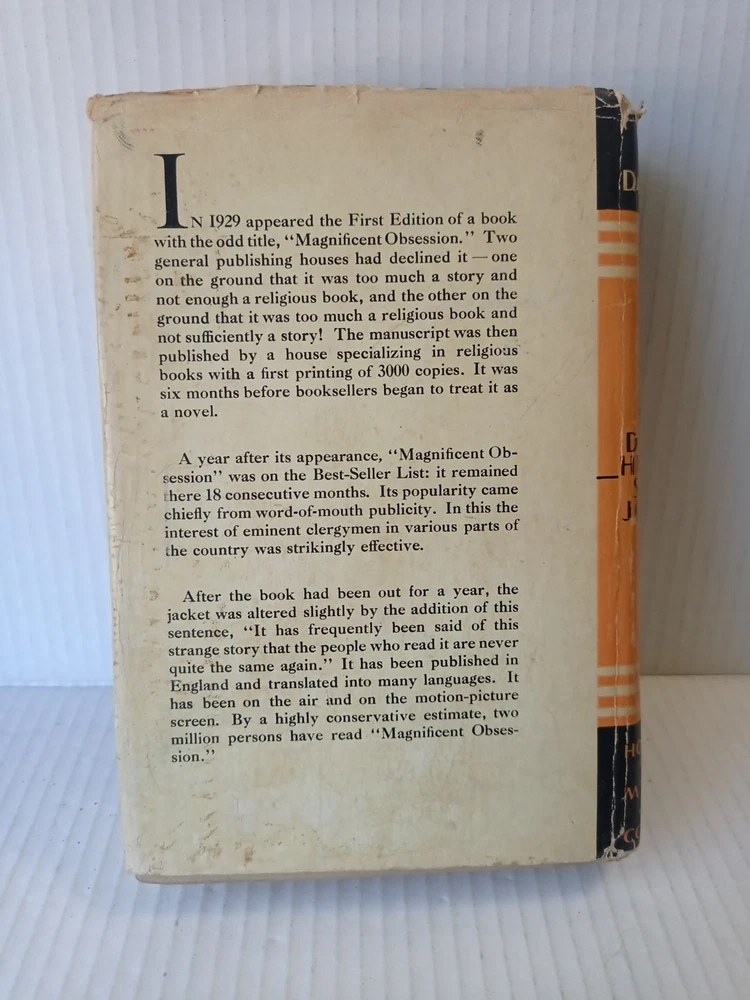 IN 1929 appeared the First Edition of a book
with the odd title, “Magnificent Obsession.” Two
general publishing houses had declined it — one
on the ground that it was too much a story and
not enough a religious book, and the other on the
ground that it was too much a religious book and
not sufficiently a story! The manuscript was then
published by a house specializing in religious
books with a first printing of 3000 copies. It was
six months before booksellers began to treat it as
a novel.
A year after its appearance, “Magnificent Ob-
session” was on the Best-Seller List: it remained
there 18 consecutive months. Its popularity came
chiefly from word-of-mouth publicity. In this the
interest of eminent clergymen in various parts of
the country was strikingly effective.
After the book had been out for a year, the
jacket was altered slightly by the addition of this
sentence, “It has frequently been said of this
strange story that the people who read it are never
quite the same again.” It has been published in
England and translated into many languages. It
has been on the air and on the motion-picture
screen. By a highly conservative estimate, two
million persons have read “Magnificent Obses-
sion.”